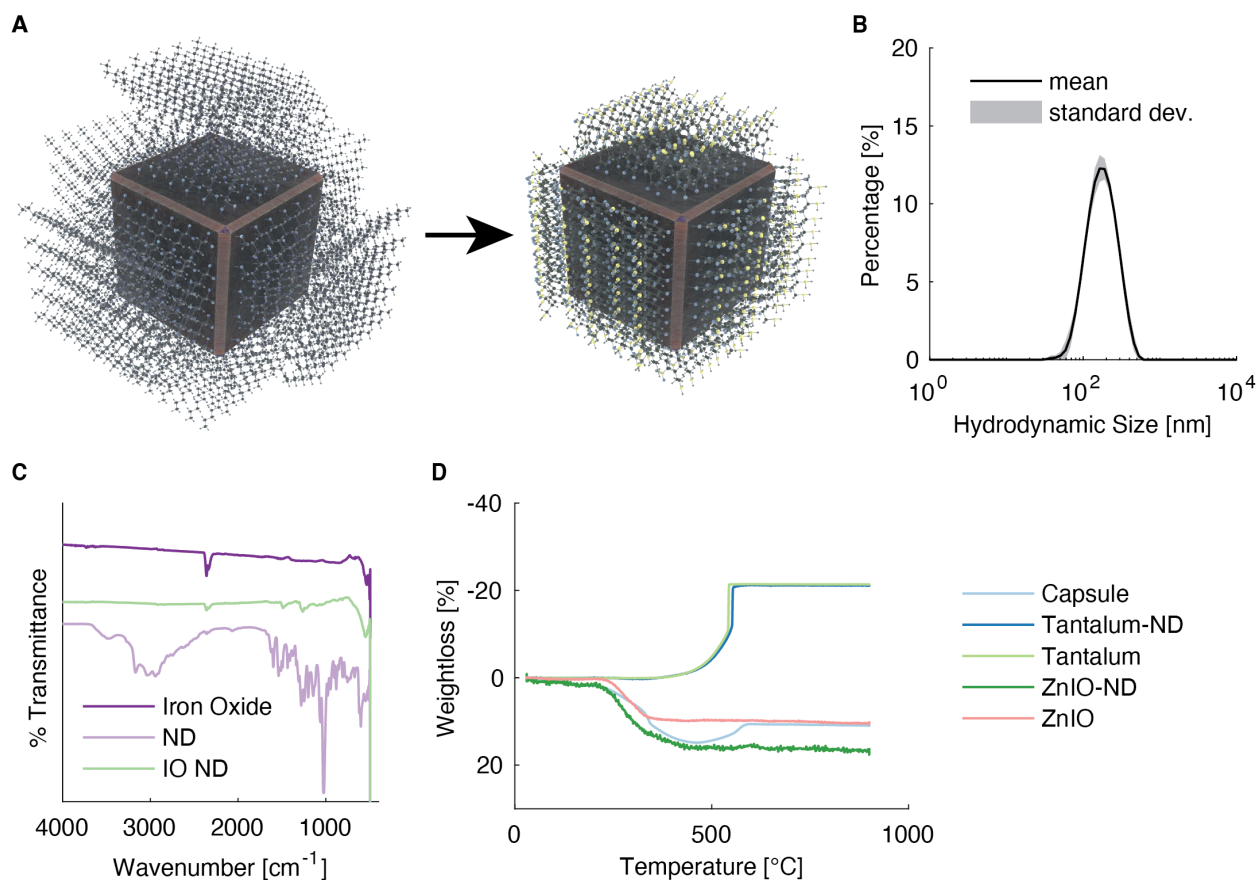 A
B
20
15
10
5
0
Percentage [%]
mean
standard dev.
10^0
10^2
10^4
Hydrodynamic Size [nm]
C
% Transmittance
Iron Oxide
ND
IO ND
4000
3000
2000
1000
Wavenumber [cm^-1]
D
-40
-20
0
20
Weightloss [%]
0
500
1000
Temperature [°C]
Capsule
Tantalum-ND
Tantalum
ZnIO-ND
ZnIO